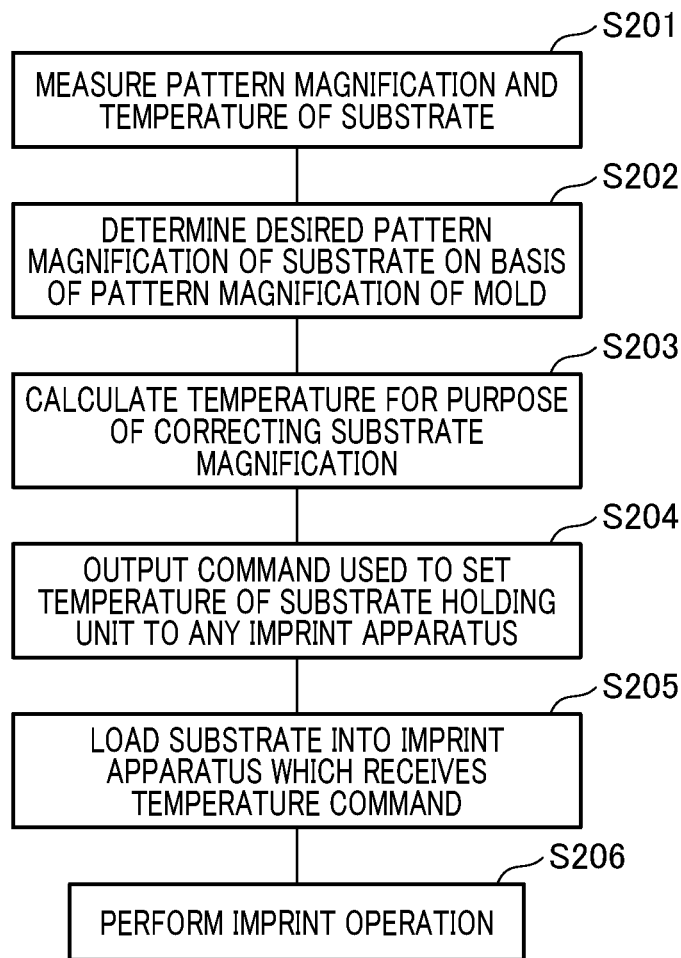 S201
MEASURE PATTERN MAGNIFICATION AND
TEMPERATURE OF SUBSTRATE
S202
DETERMINE DESIRED PATTERN
MAGNIFICATION OF SUBSTRATE ON BASIS
OF PATTERN MAGNIFICATION OF MOLD
S203
CALCULATE TEMPERATURE FOR PURPOSE
OF CORRECTING SUBSTRATE
MAGNIFICATION
S204
OUTPUT COMMAND USED TO SET
TEMPERATURE OF SUBSTRATE HOLDING
UNIT TO ANY IMPRINT APPARATUS
S205
LOAD SUBSTRATE INTO IMPRINT
APPARATUS WHICH RECEIVES
TEMPERATURE COMMAND
S206
PERFORM IMPRINT OPERATION